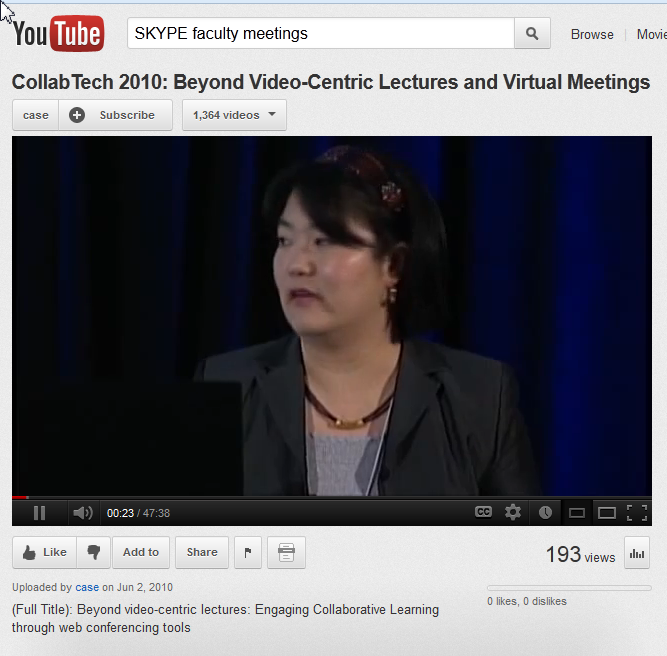 YouTube
SKYPE faculty meetings
Browse
Movie
CollabTech 2010: Beyond Video-Centric Lectures and Virtual Meetings
case
Subscribe
1,364 videos
00:23 / 47:38
CC
Like
Add to
Share
193 views
Uploaded by case on Jun 2, 2010
0 likes, 0 dislikes
(Full Title): Beyond video-centric lectures: Engaging Collaborative Learning
through web conferencing tools